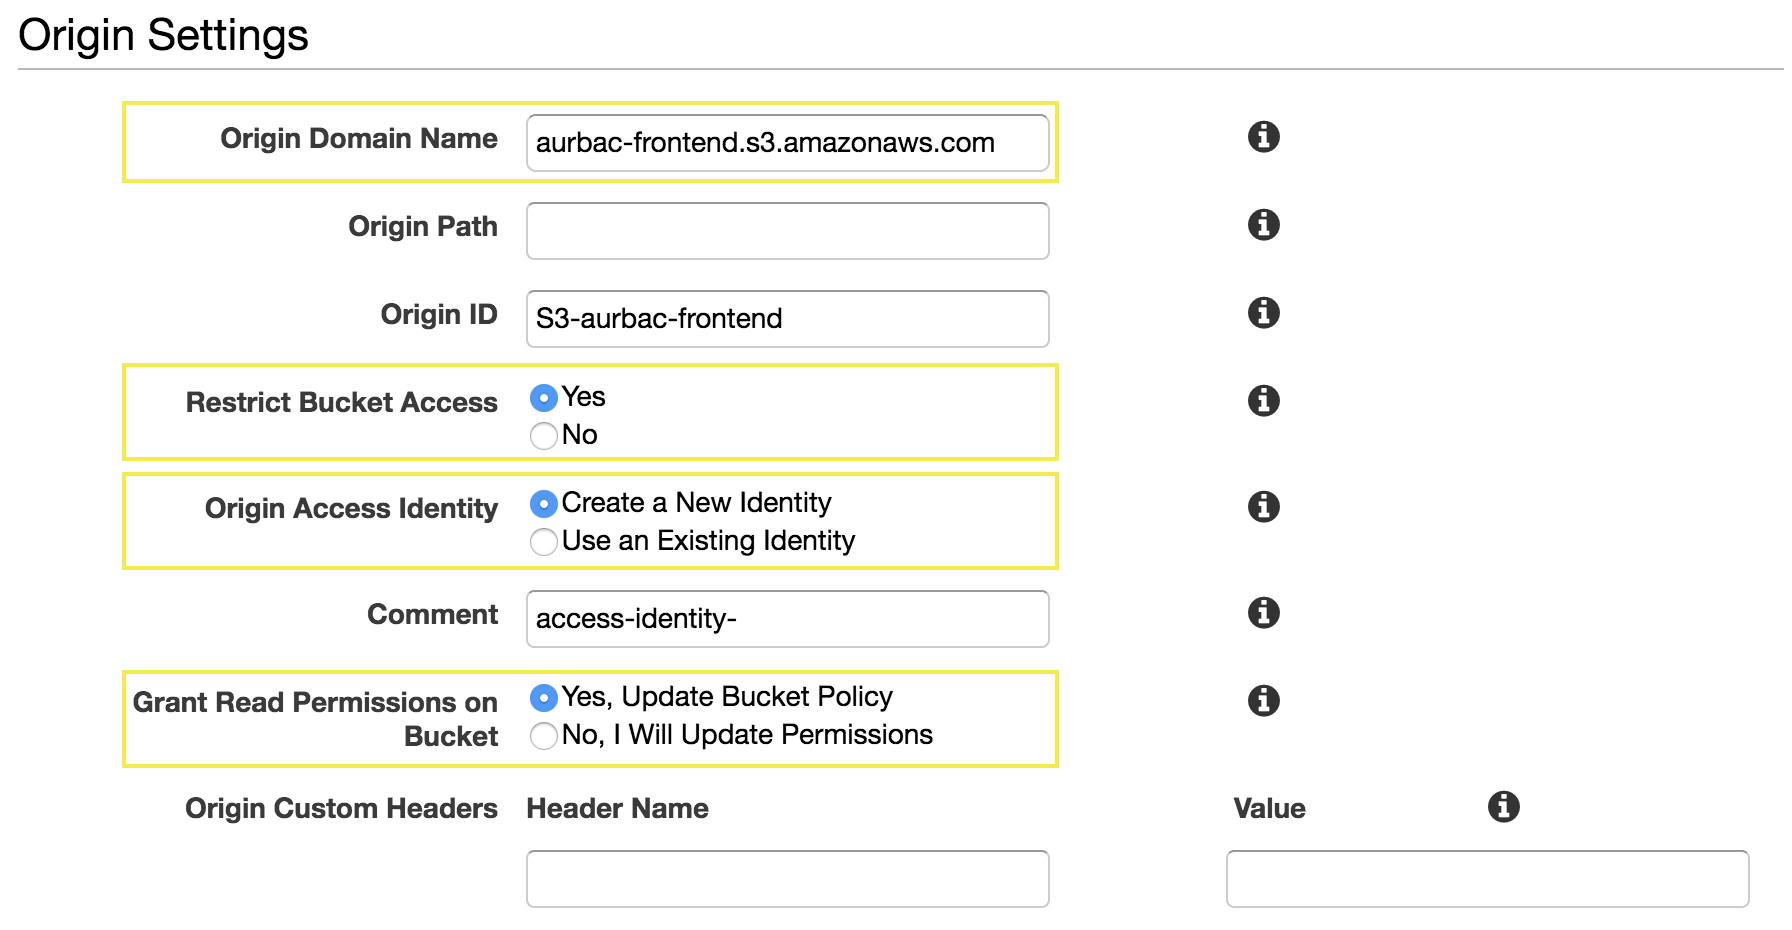 Origin Settings
Origin Domain Name aurbac-frontend.s3.amazonaws.com
Origin Path
Origin ID S3-aurbac-frontend
Restrict Bucket Access Yes
No
Origin Access Identity Create a New Identity
Use an Existing Identity
Comment access-identity-
Grant Read Permissions on Yes, Update Bucket Policy
Bucket No, I Will Update Permissions
Origin Custom Headers Header Name Value